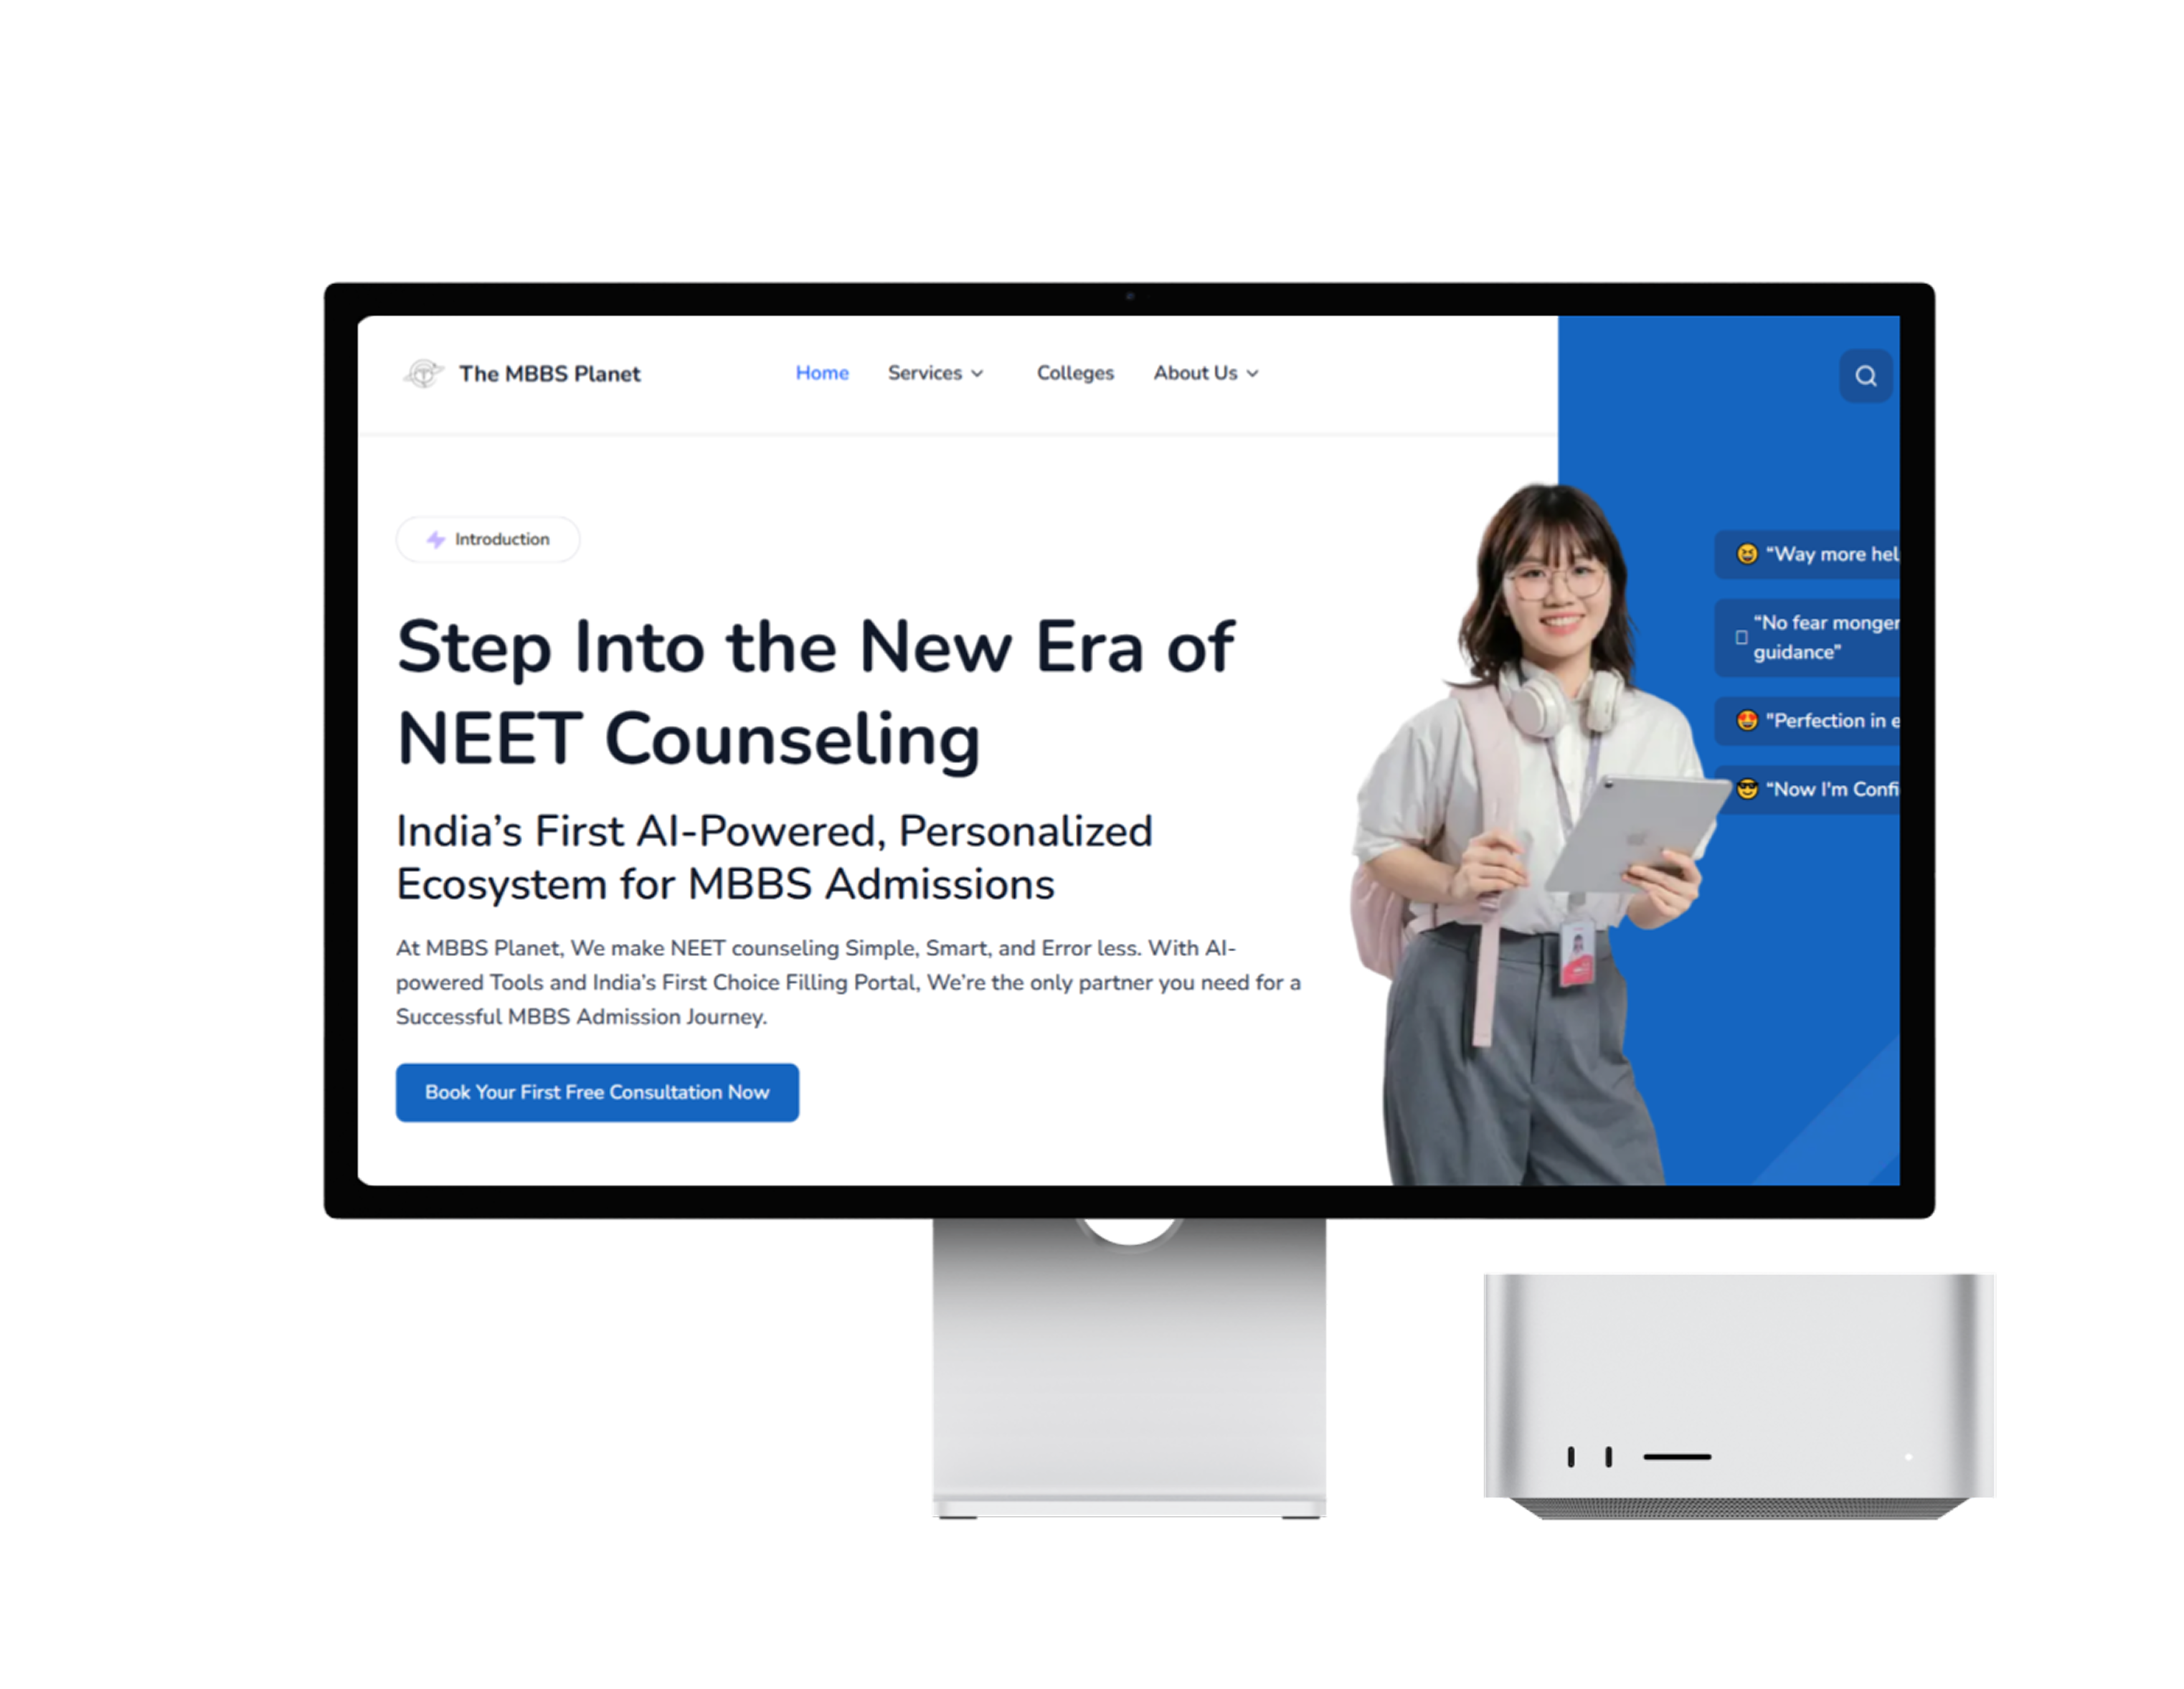 The MBBS Planet
Home Services Colleges About Us
Introduction
Step Into the New Era of
NEET Counseling
India’s First AI-Powered, Personalized
Ecosystem for MBBS Admissions
At MBBS Planet, We make NEET counseling Simple, Smart, and Error less. With AI-
powered Tools and India’s First Choice Filling Portal, We’re the only partner you need for a
Successful MBBS Admission Journey.
Book Your First Free Consultation Now
😆 “Way more hel
“No fear monger
guidance”
😍 "Perfection in e
😎 “Now I'm Confi